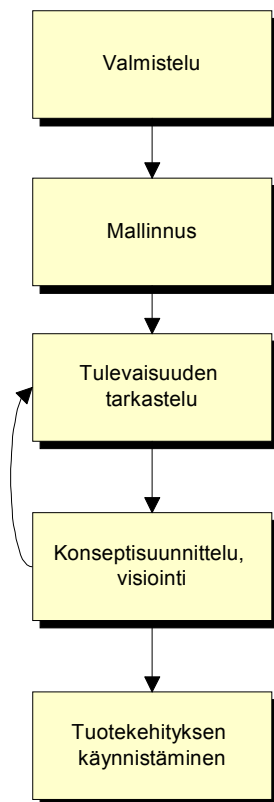 Valmistelu
Mallinnus
Tulevaisuuden
tarkastelu
Konseptisuunnittelu,
visiointi
Tuotekehityksen
käynnistäminen